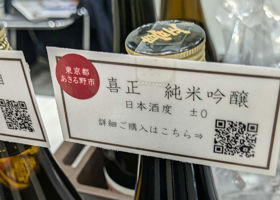 東京都
あきる野市
喜正 純米吟醸
日本酒度 ±0
詳細ご購入はこちら⇒